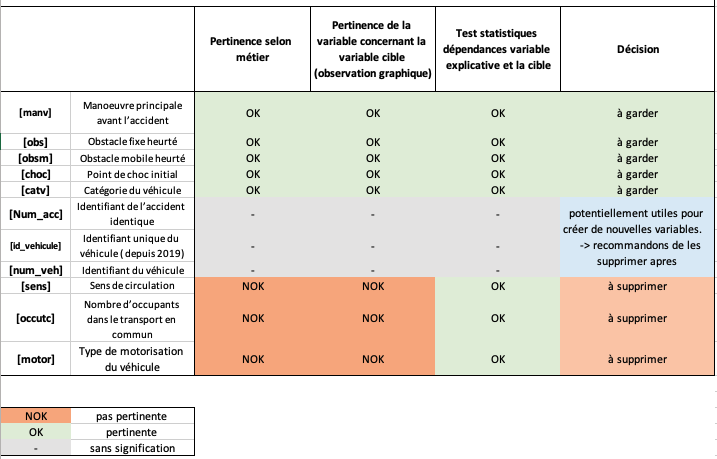 Pertinence selon
métier
Pertinence de la
variable concernant la
variable cible
(observation graphique)
Test statistiques
dépendances variable
explicative et la cible
Décision
[manv]
Manoeuvre principale
avant l'accident
OK
OK
OK
à garder
[obs]
Obstacle fixe heurté
OK
OK
OK
à garder
[obsm]
Obstacle mobile heurté
OK
OK
OK
à garder
[choc]
Point de choc initial
OK
OK
OK
à garder
[catv]
Catégorie du véhicule
OK
OK
OK
à garder
[Num_acc]
Identifiant de l'accident
identique
-
-
-
potentiellement utiles pour
créer de nouvelles variables.
-> recommandons de les
supprimer apres
[id_vehicule]
Identifiant unique du
véhicule ( depuis 2019)
-
-
-
[num_veh]
Identifiant du véhicule
-
-
-
[sens]
Sens de circulation
NOK
NOK
OK
à supprimer
[occutc]
Nombre d'occupants
dans le transport en
commun
NOK
NOK
OK
à supprimer
[motor]
Type de motorisation
du véhicule
NOK
NOK
OK
à supprimer
NOK
pas pertinente
OK
pertinente
-
sans signification